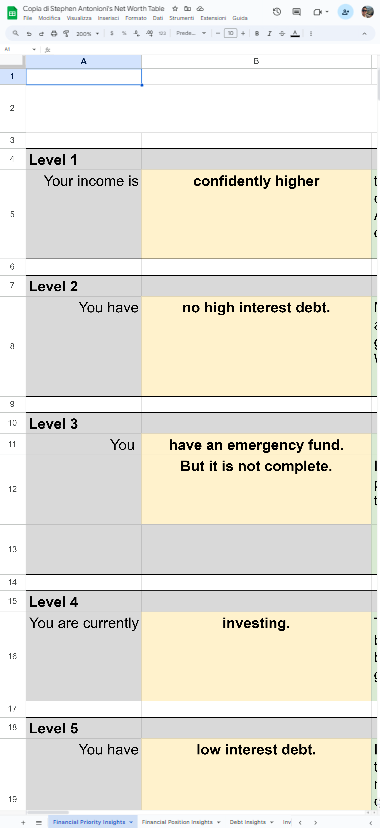 Copia di Stephen Antonioni's Net Worth Table
File Modifica Visualizza Inserisci Formato Dati Strumenti Estensioni Guida
200% $ % 123 Prede... − 10 + B I A
A1 fx
A B
1
2
3
4 Level 1
5 Your income is confidently higher
6
7 Level 2
8 You have no high interest debt.
9
10 Level 3
11 You have an emergency fund.
12 But it is not complete.
13
14
15 Level 4
16 You are currently investing.
17
18 Level 5
19 You have low interest debt.
+ Financial Priority Insights Financial Position Insights Debt Insights Inv